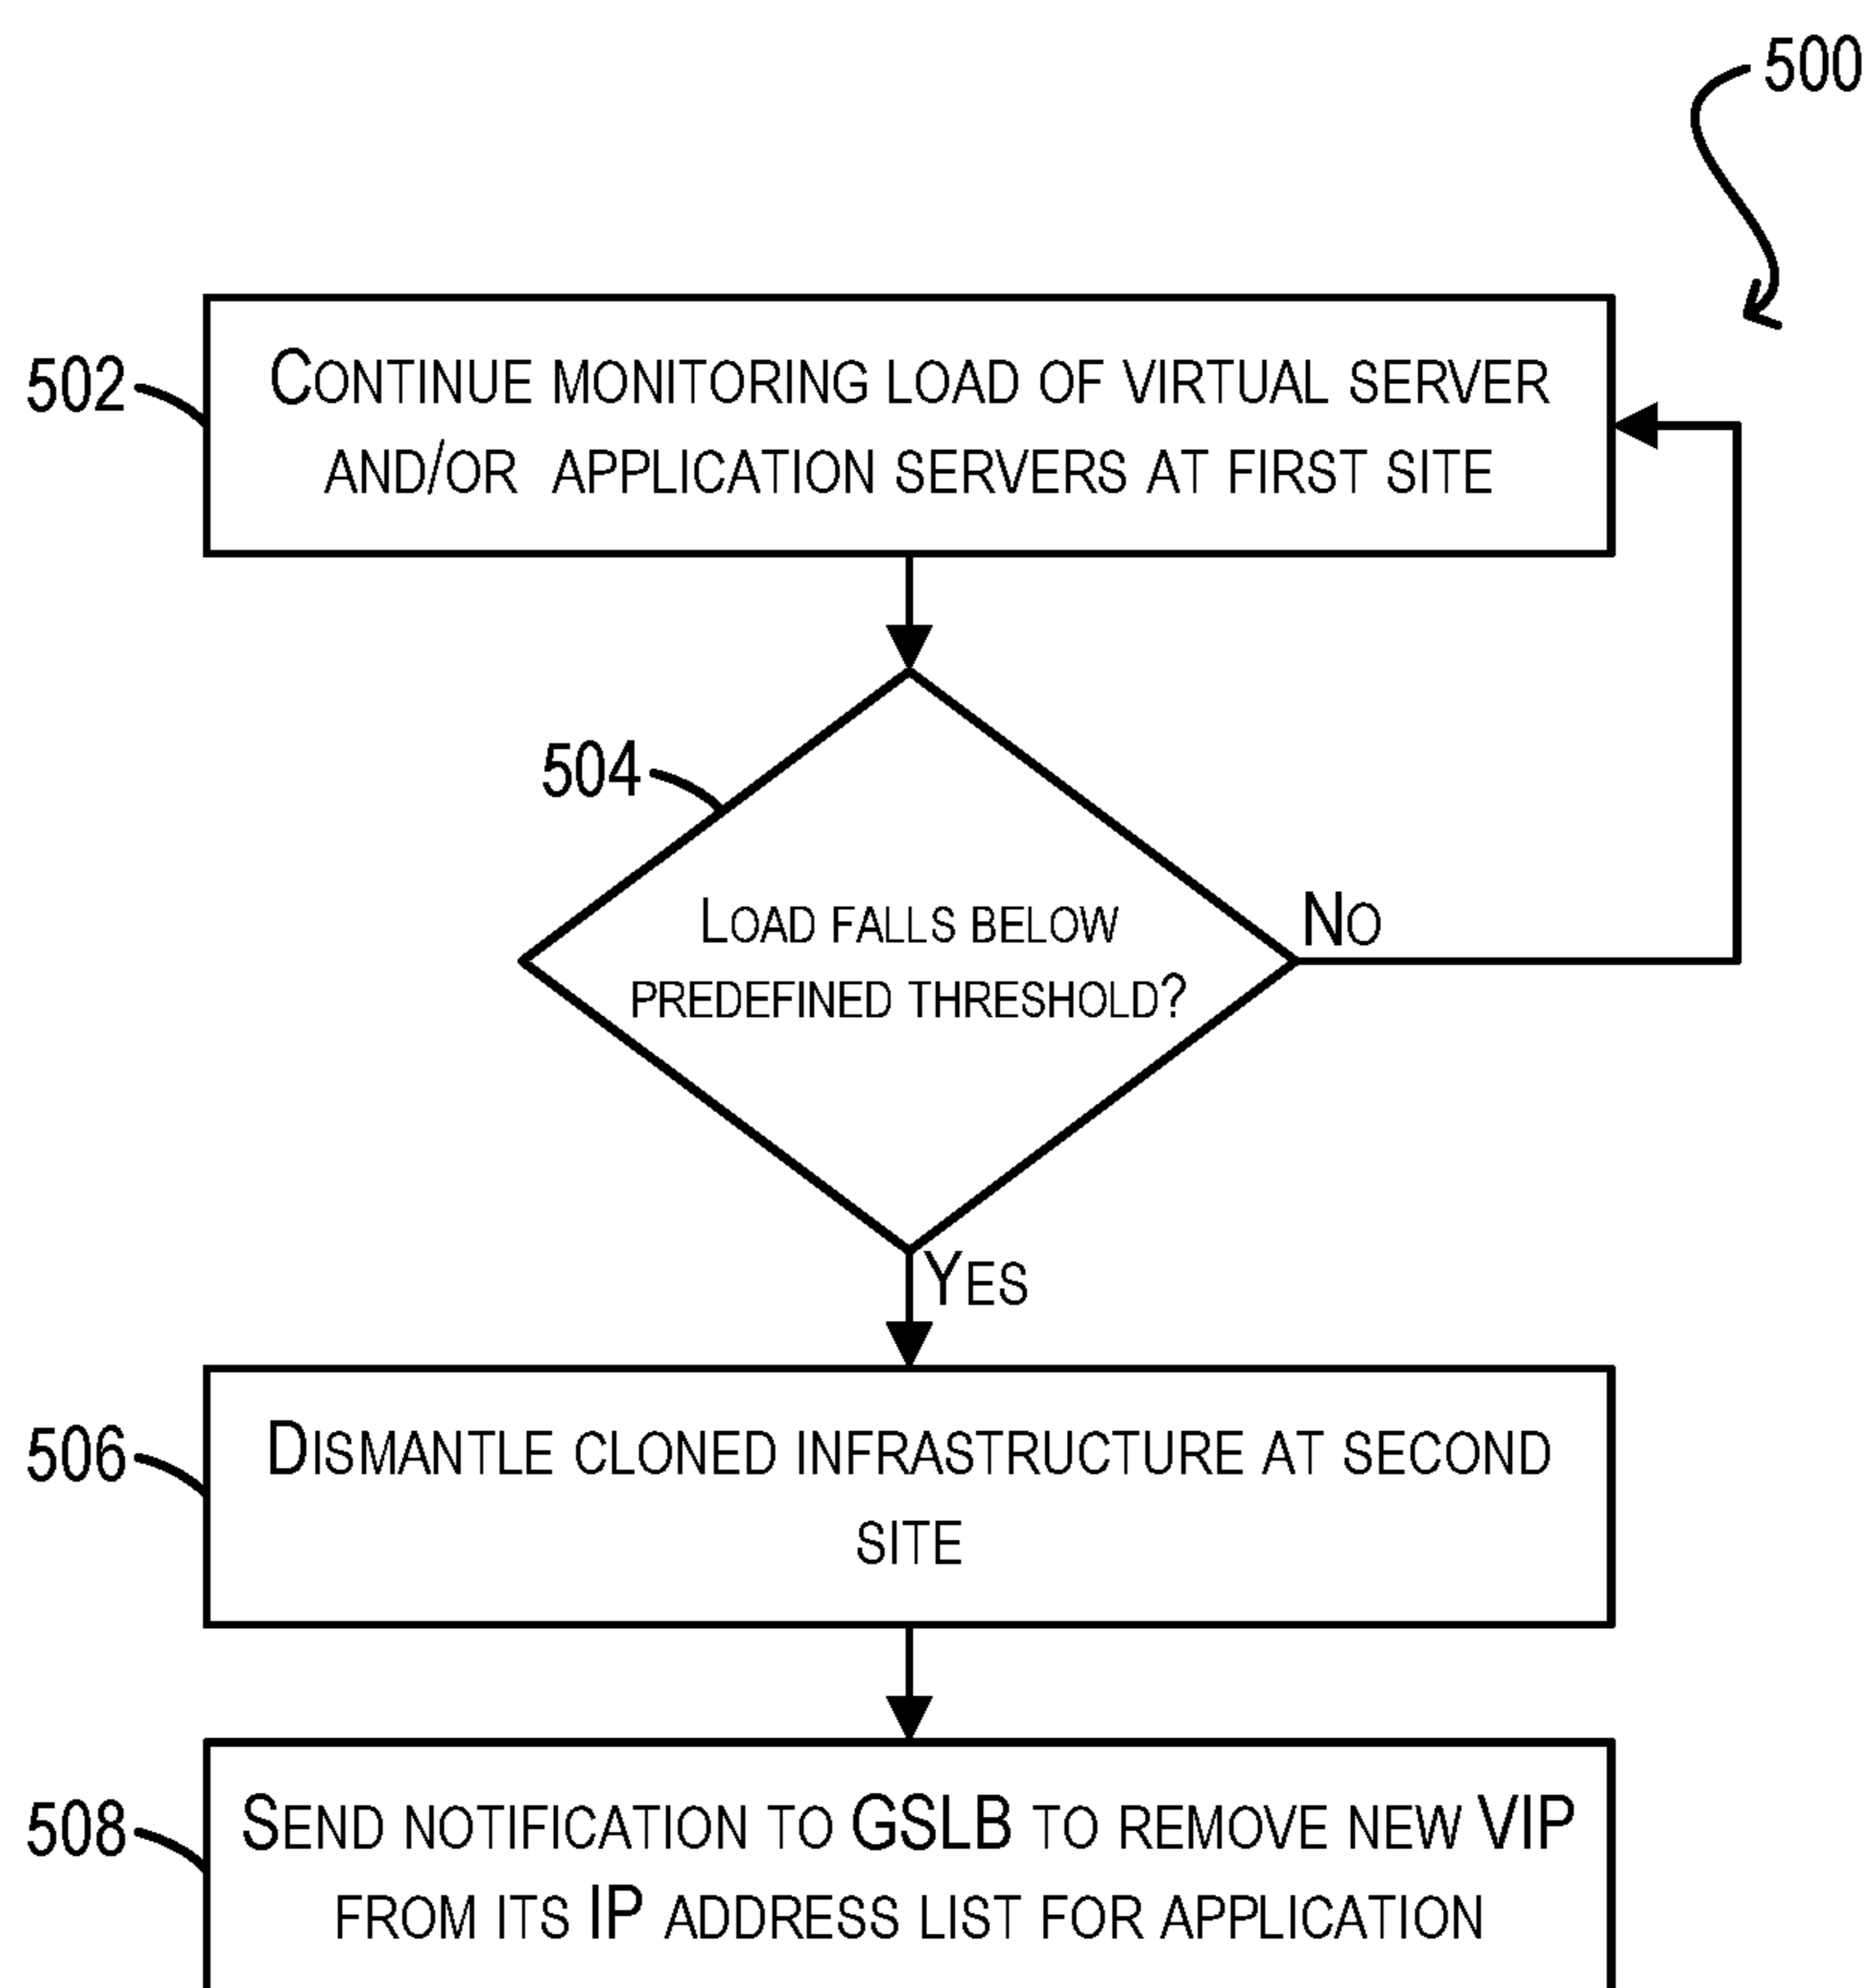 500
502
Continue monitoring load of virtual server
and/or application servers at first site
504
Load falls below
predefined threshold?
No
Yes
506
Dismantle cloned infrastructure at second
site
508
Send notification to GSLB to remove new VIP
from its IP address list for application